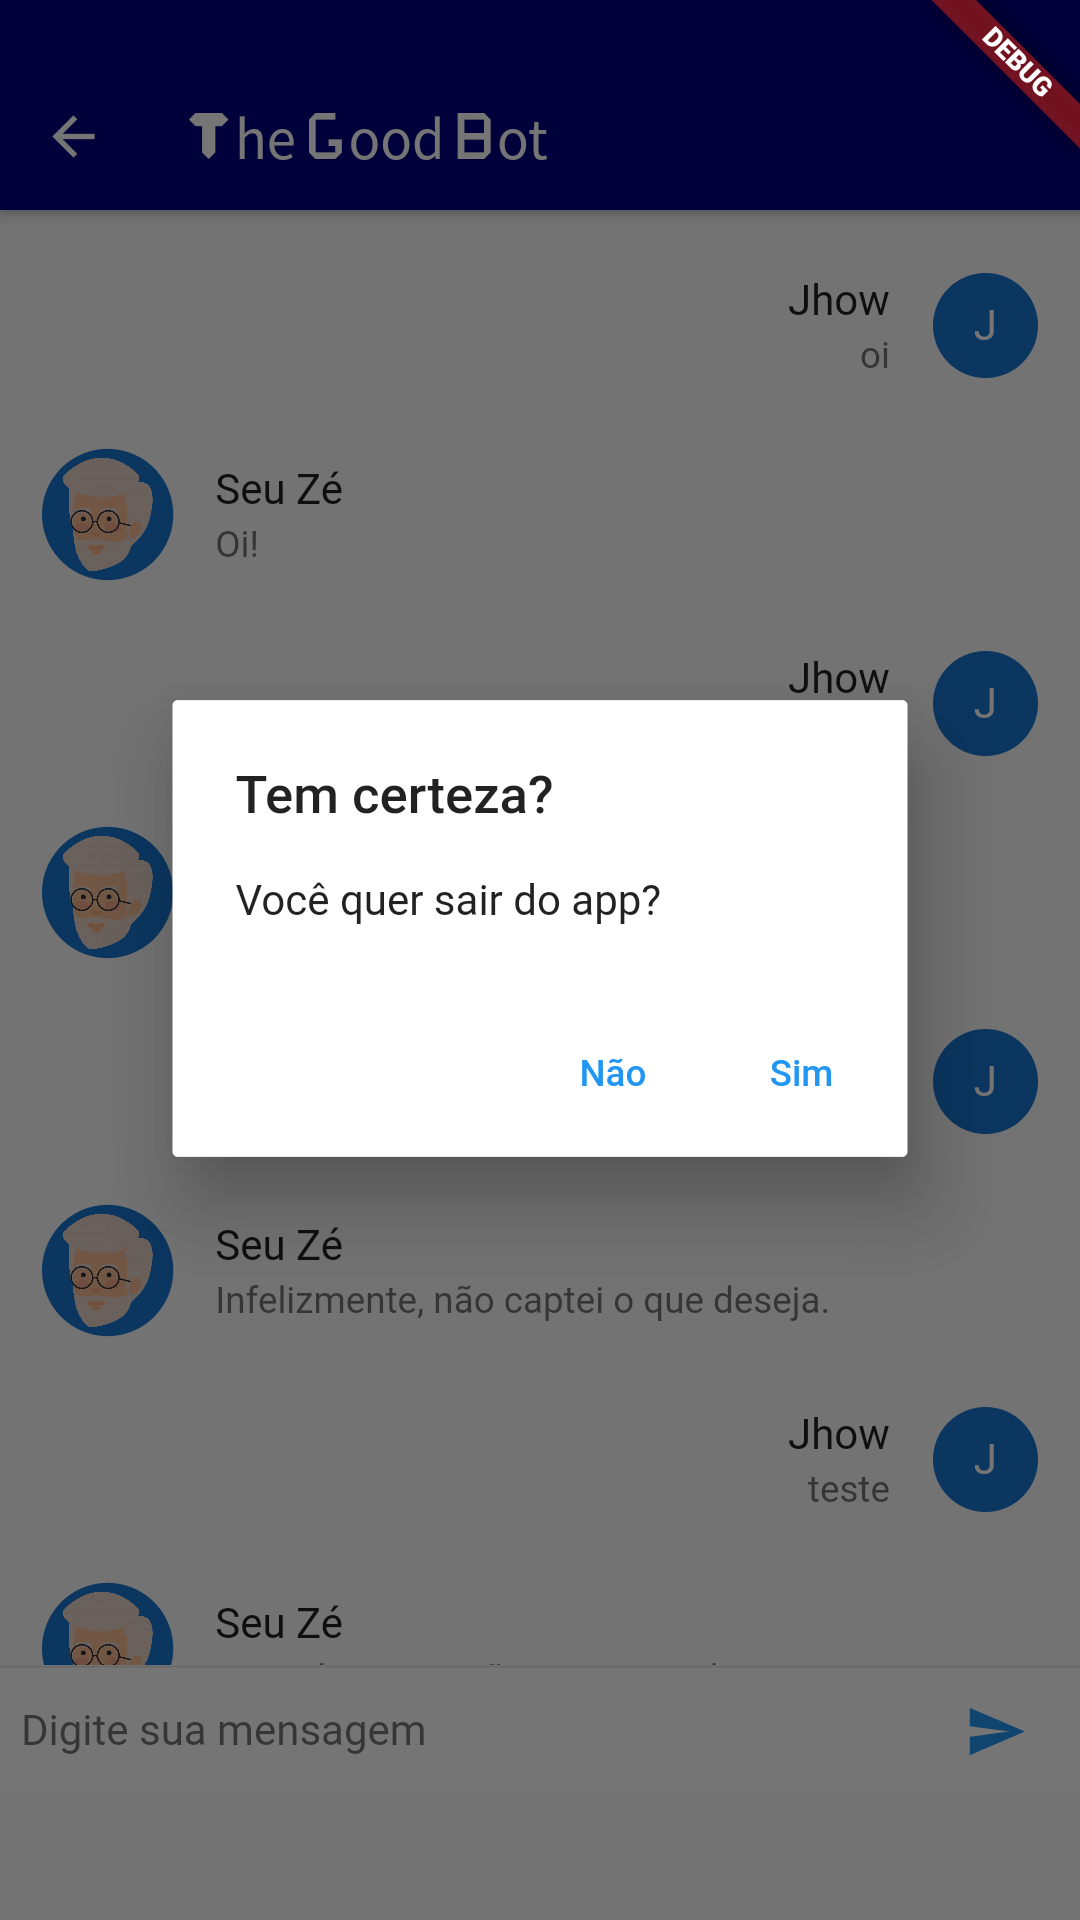 DEBUG
The Good Bot
Jhow
J
oi
Seu Zé
Oi!
Jhow
J
Tem certeza?
Você quer sair do app?
Não Sim
J
Seu Zé
Infelizmente, não captei o que deseja.
Jhow
J
teste
Seu Zé
Digite sua mensagem